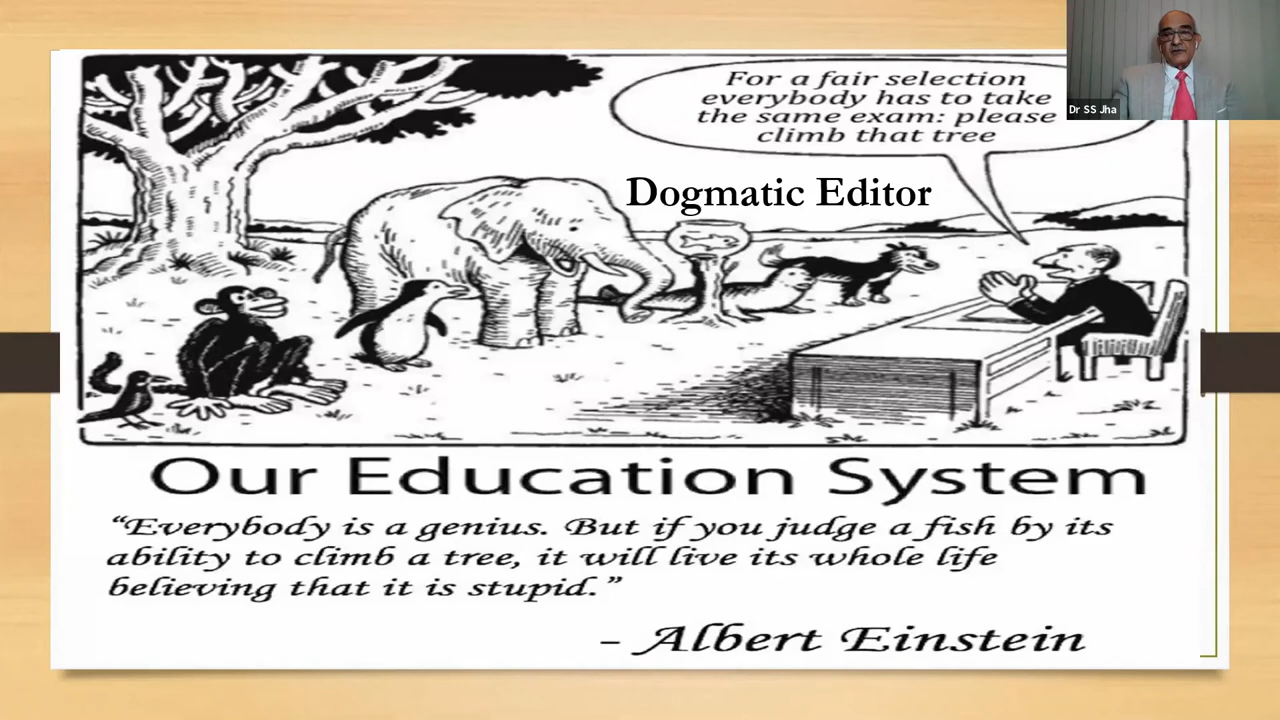 For a fair selection
everybody has to take
the same exam: please
climb that tree
Dr SS Jha
Dogmatic Editor
Our Education System
“Everybody is a genius. But if you judge a fish by its
ability to climb a tree, it will live its whole life
believing that it is stupid.”
– Albert Einstein